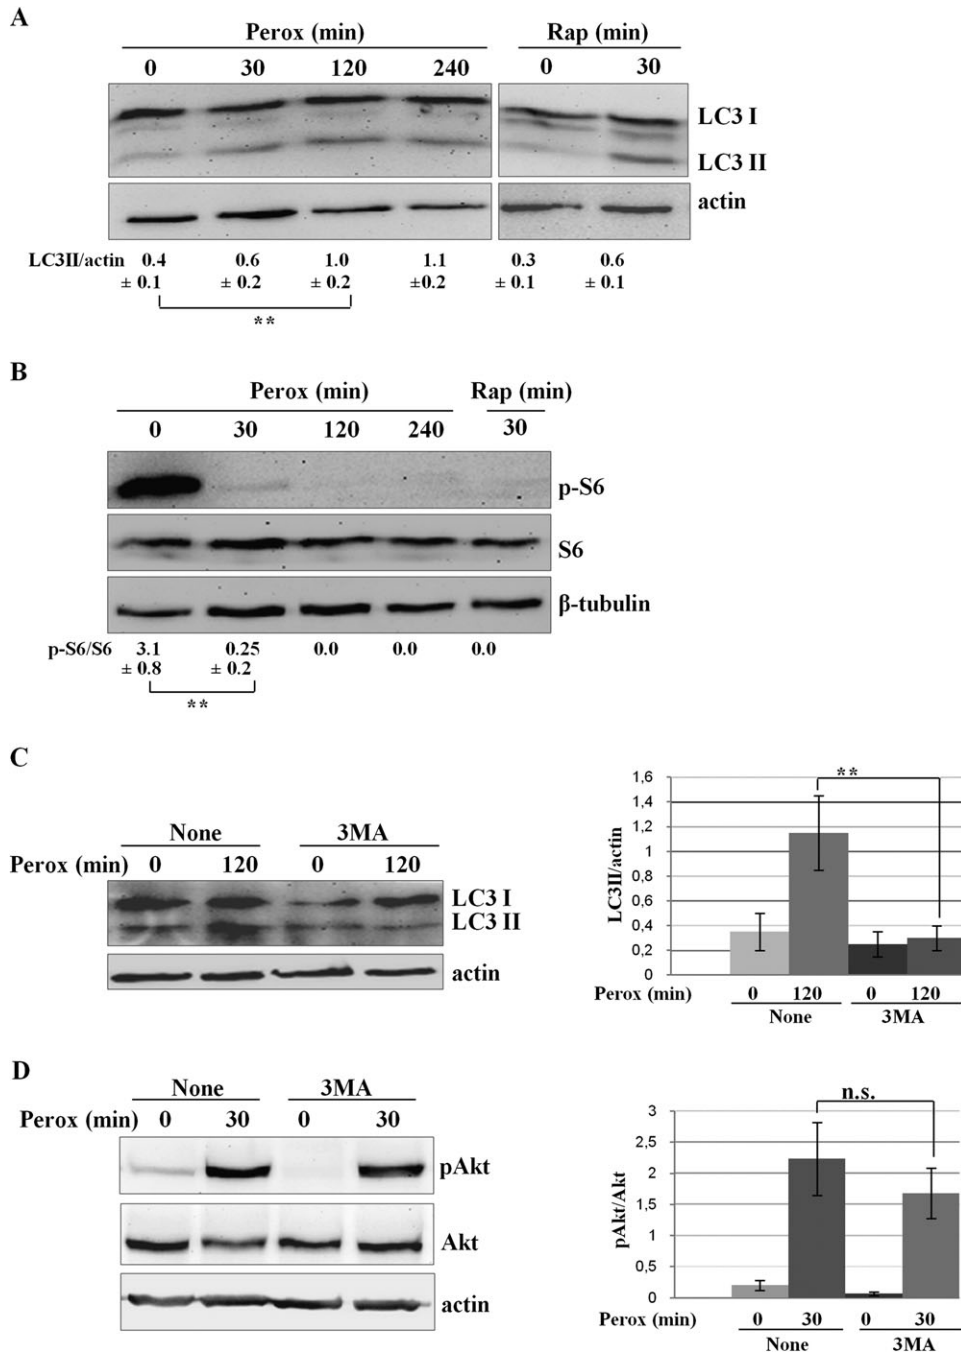 A
Perox (min) Rap (min)
0 30 120 240 0 30
LC3 I
LC3 II
actin
LC3II/actin 0.4 0.6 1.0 1.1 0.3 0.6
± 0.1 ± 0.2 ± 0.2 ±0.2 ± 0.1 ± 0.1
**
B
Perox (min) Rap (min)
0 30 120 240 30
p-S6
S6
β-tubulin
p-S6/S6 3.1 0.25 0.0 0.0 0.0
± 0.8 ± 0.2
**
C
None 3MA
Perox (min) 0 120 0 120
LC3 I
LC3 II
actin
**
LC3II/actin
1,6
1,4
1,2
1
0,8
0,6
0,4
0,2
0
Perox (min) 0 120 0 120
None 3MA
D
None 3MA
Perox (min) 0 30 0 30
pAkt
Akt
actin
n.s.
pAkt/Akt
3
2,5
2
1,5
1
0,5
0
Perox (min) 0 30 0 30
None 3MA